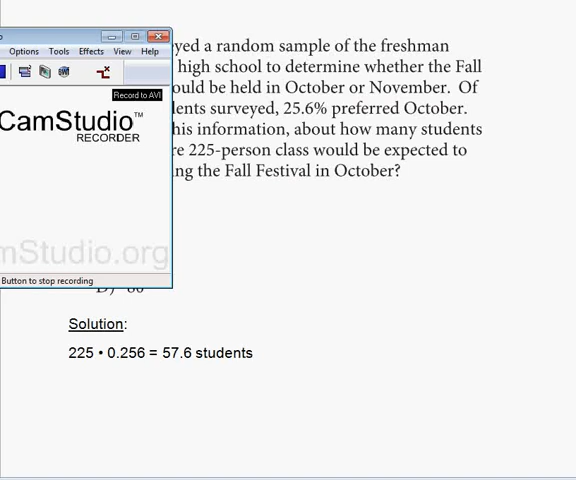 yed a random sample of the freshman
Options Tools Effects View Help
high school to determine whether the Fall
ould be held in October or November. Of
Record to AVI
ents surveyed, 25.6% preferred October.
CamStudio™
RECORDER
his information, about how many students
re 225-person class would be expected to
ng the Fall Festival in October?
mStudio.org
Button to stop recording
Solution:
225 • 0.256 = 57.6 students